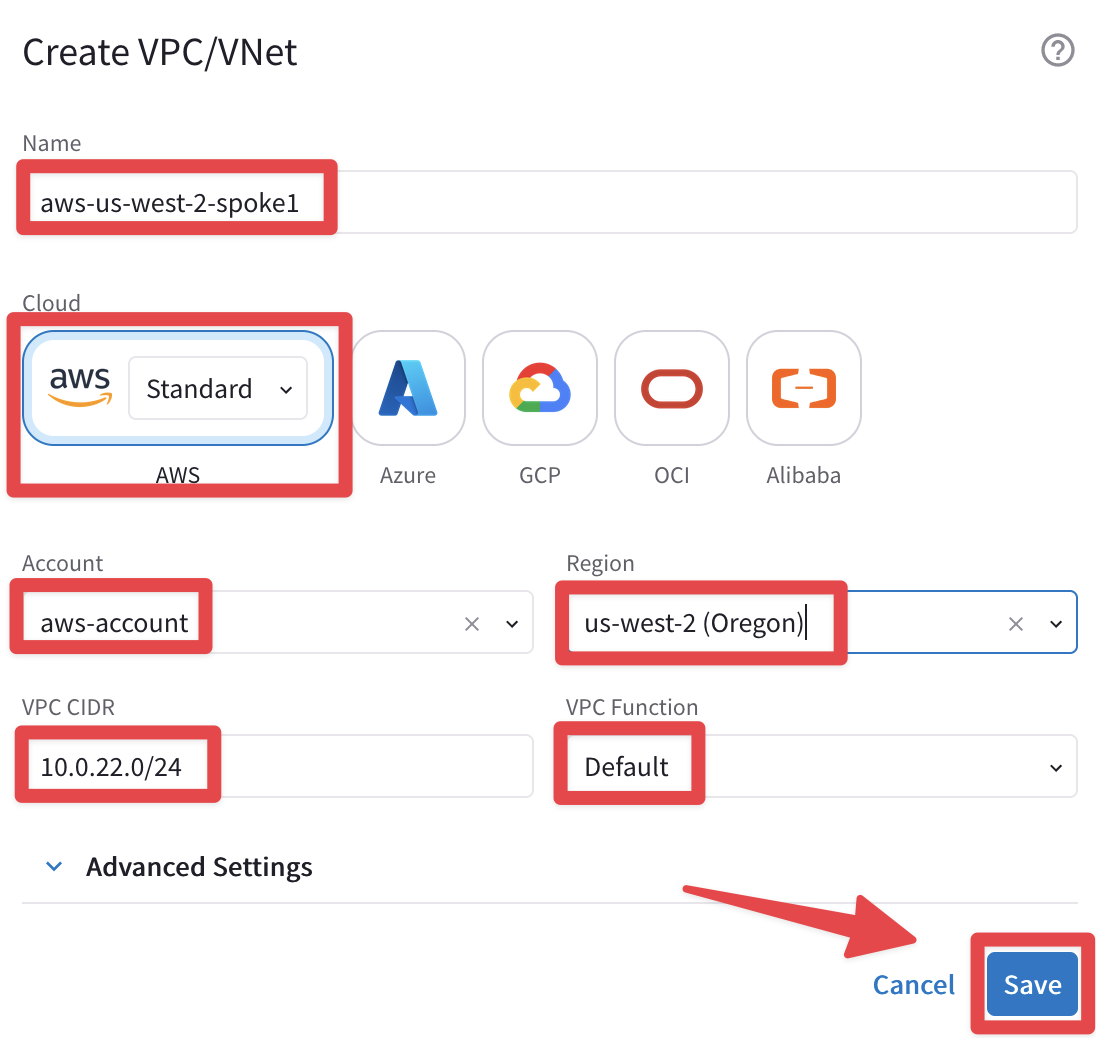 Create VPC/VNet
?
Name
aws-us-west-2-spoke1
Cloud
aws Standard
AWS Azure GCP OCI Alibaba
Account Region
aws-account us-west-2 (Oregon)
VPC CIDR VPC Function
10.0.22.0/24 Default
Advanced Settings
Cancel Save